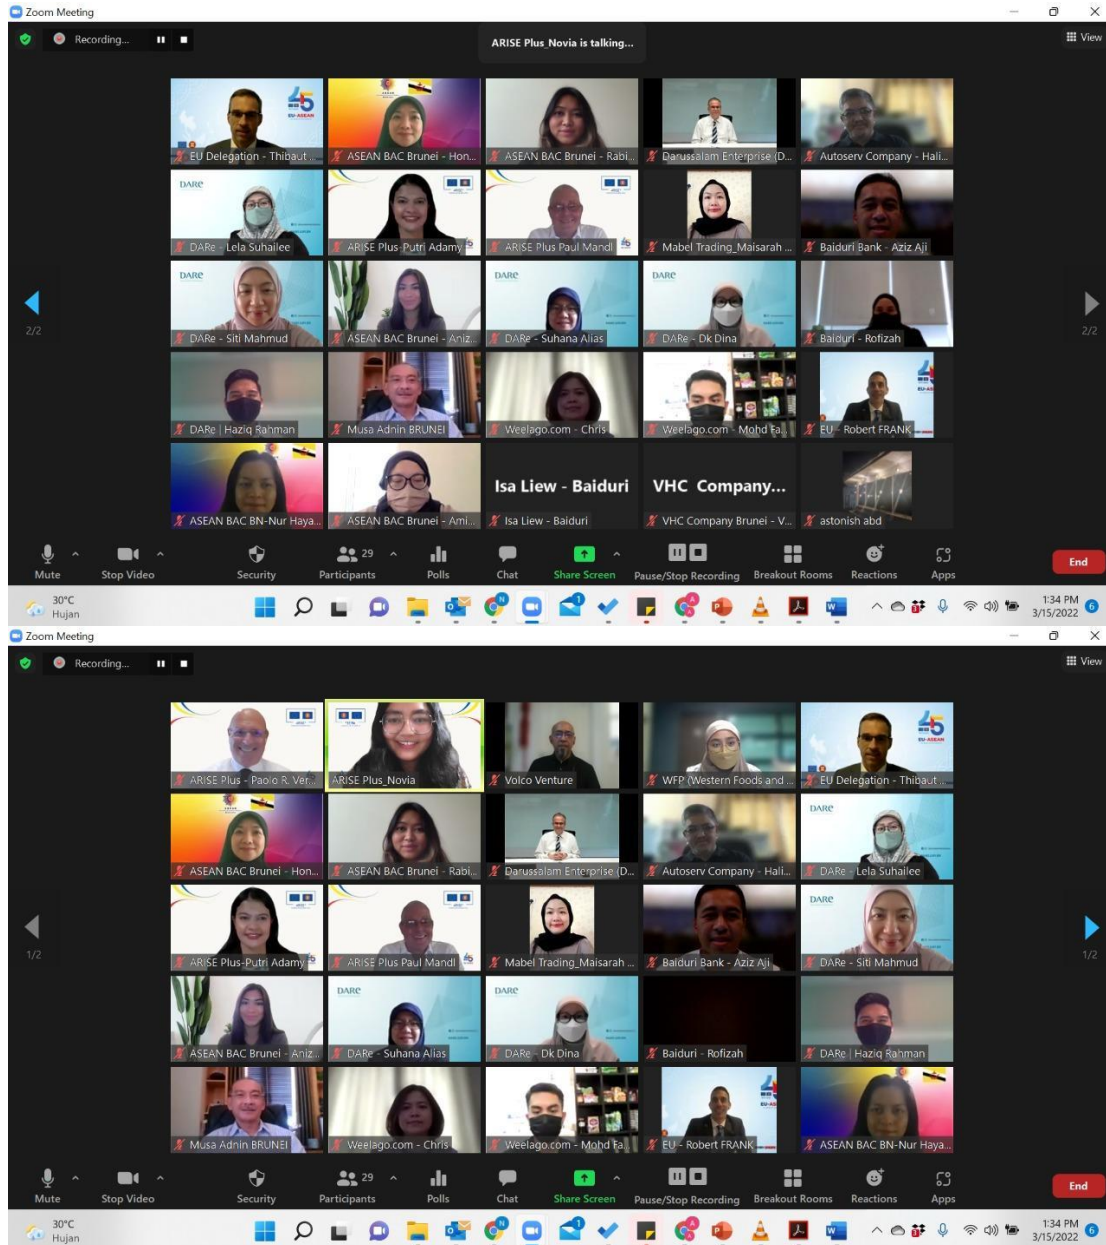 Zoom Meeting
Recording...
ARISE Plus_Novia is talking...
View
EU Delegation - Thibaut ...
ASEAN BAC Brunei - Hon...
ASEAN BAC Brunei - Rabi...
Darussalam Enterprise (D...
Autoserv Company - Hali...
DARe - Lela Suhailee
ARISE Plus-Putri Adamy
ARISE Plus Paul Mandl
Mabel Trading_Maisarah ...
Baiduri Bank - Aziz Aji
DARe - Siti Mahmud
ASEAN BAC Brunei - Aniz...
DARe - Suhana Alias
DARe - Dk Dina
Baiduri - Rofizah
2/2
2/2
DARe | Haziq Rahman
Musa Adnin BRUNEI
Weelago.com - Chris
Weelago.com - Mohd Fa...
EU - Robert FRANK
Isa Liew - Baiduri
VHC Company...
ASEAN BAC BN-Nur Haya...
ASEAN BAC Brunei - Ami...
Isa Liew - Baiduri
VHC Company Brunei - V...
astonish abd
29
Mute
Stop Video
Security
Participants
Polls
Chat
Share Screen
Pause/Stop Recording
Breakout Rooms
Reactions
Apps
End
30°C
Hujan
1:34 PM
3/15/2022
6
Zoom Meeting
Recording...
View
ARISE Plus - Paolo R. Ver...
ARISE Plus_Novia
Volco Venture
WFP (Western Foods and ...
EU Delegation - Thibaut ...
ASEAN BAC Brunei - Hon...
ASEAN BAC Brunei - Rabi...
Darussalam Enterprise (D...
Autoserv Company - Hali...
DARe - Lela Suhailee
ARISE Plus-Putri Adamy
ARISE Plus Paul Mandl
Mabel Trading_Maisarah ...
Baiduri Bank - Aziz Aji
DARe - Siti Mahmud
1/2
1/2
ASEAN BAC Brunei - Aniz...
DARe - Suhana Alias
DARe - Dk Dina
Baiduri - Rofizah
DARe | Haziq Rahman
Musa Adnin BRUNEI
Weelago.com - Chris
Weelago.com - Mohd Fa...
EU - Robert FRANK
ASEAN BAC BN-Nur Haya...
29
Mute
Stop Video
Security
Participants
Polls
Chat
Share Screen
Pause/Stop Recording
Breakout Rooms
Reactions
Apps
End
30°C
Hujan
1:34 PM
3/15/2022
6